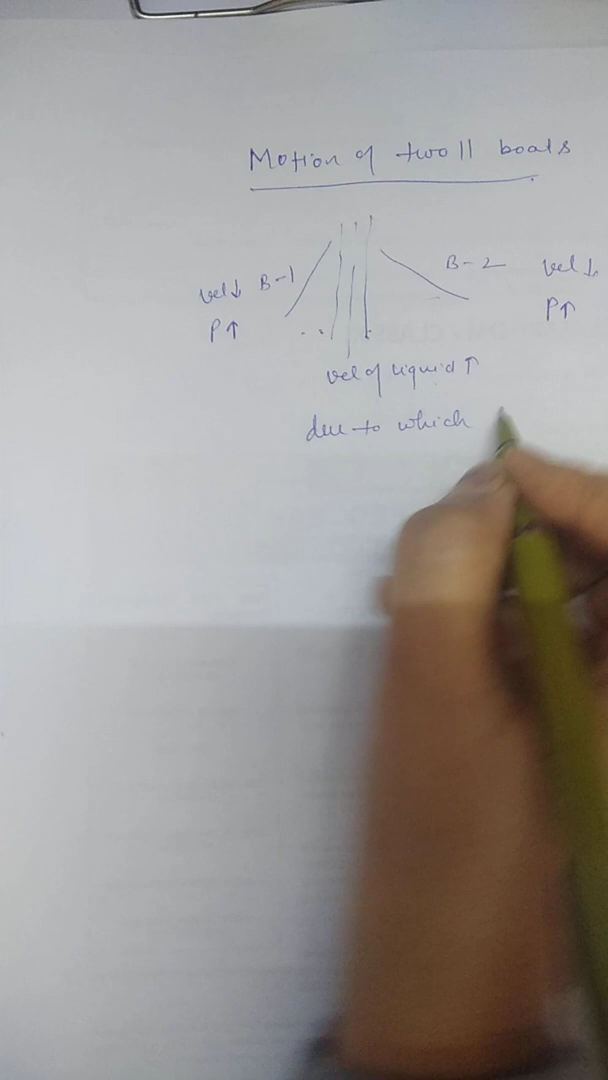 Motion of two || boats
vel↓ B-1 B-2 vel↓
P↑ P↑
vel of liquid ↑
due to which